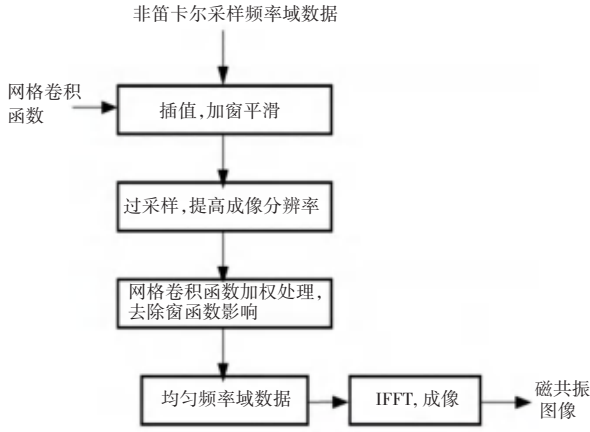 非笛卡尔采样频率域数据
网格卷积
函数
插值,加窗平滑
过采样,提高成像分辨率
网格卷积函数加权处理,
去除窗函数影响
均匀频率域数据
IFFT, 成像
磁共振
图像